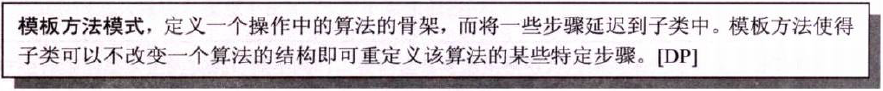 模板方法模式，定义一个操作中的算法的骨架，而将一些步骤延迟到子类中。模板方法使得
子类可以不改变一个算法的结构即可重定义该算法的某些特定步骤。[DP]